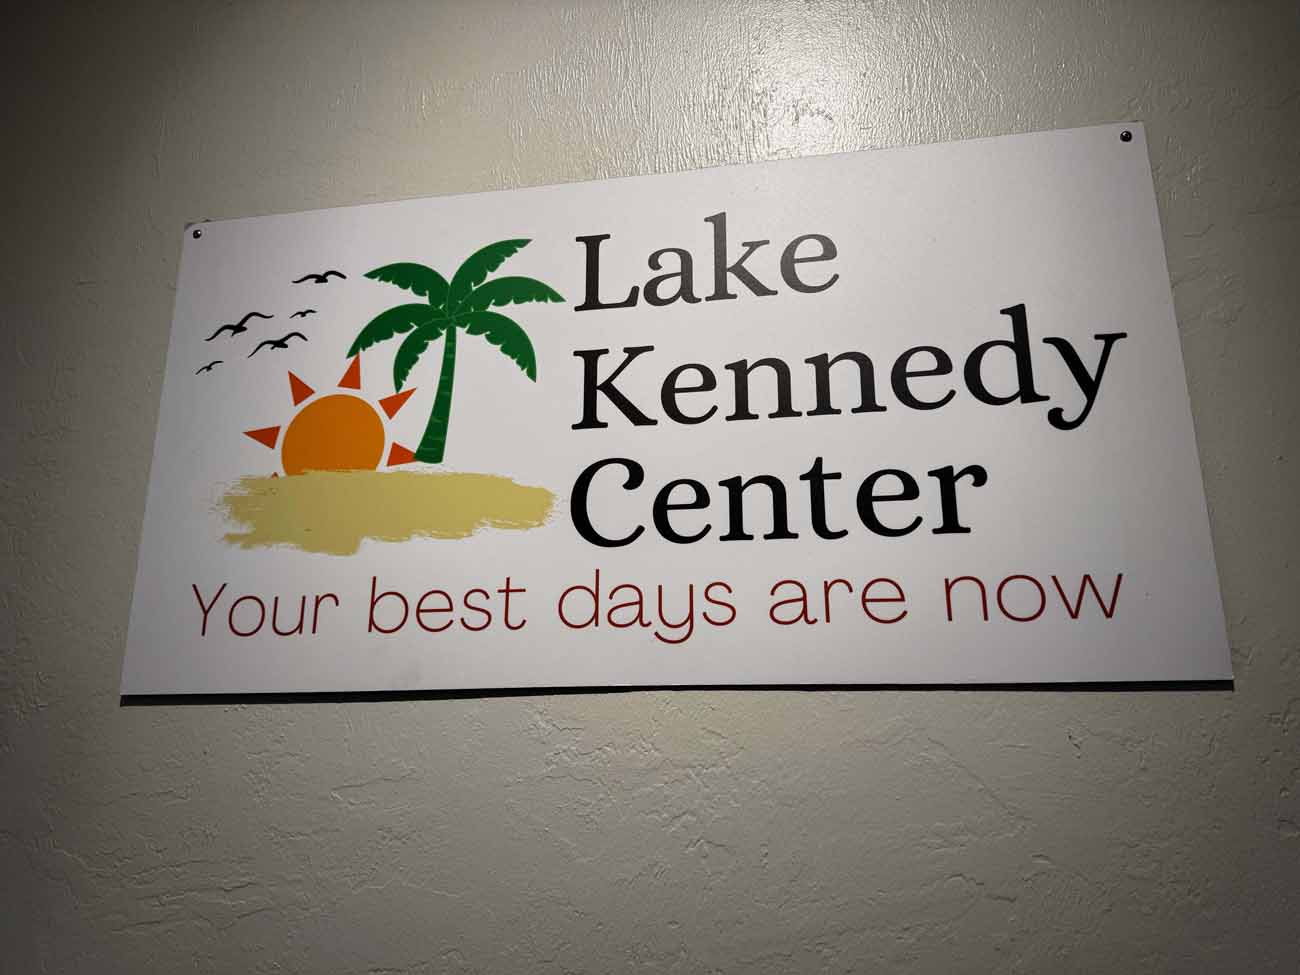 Lake
Kennedy
Center
Your best days are now